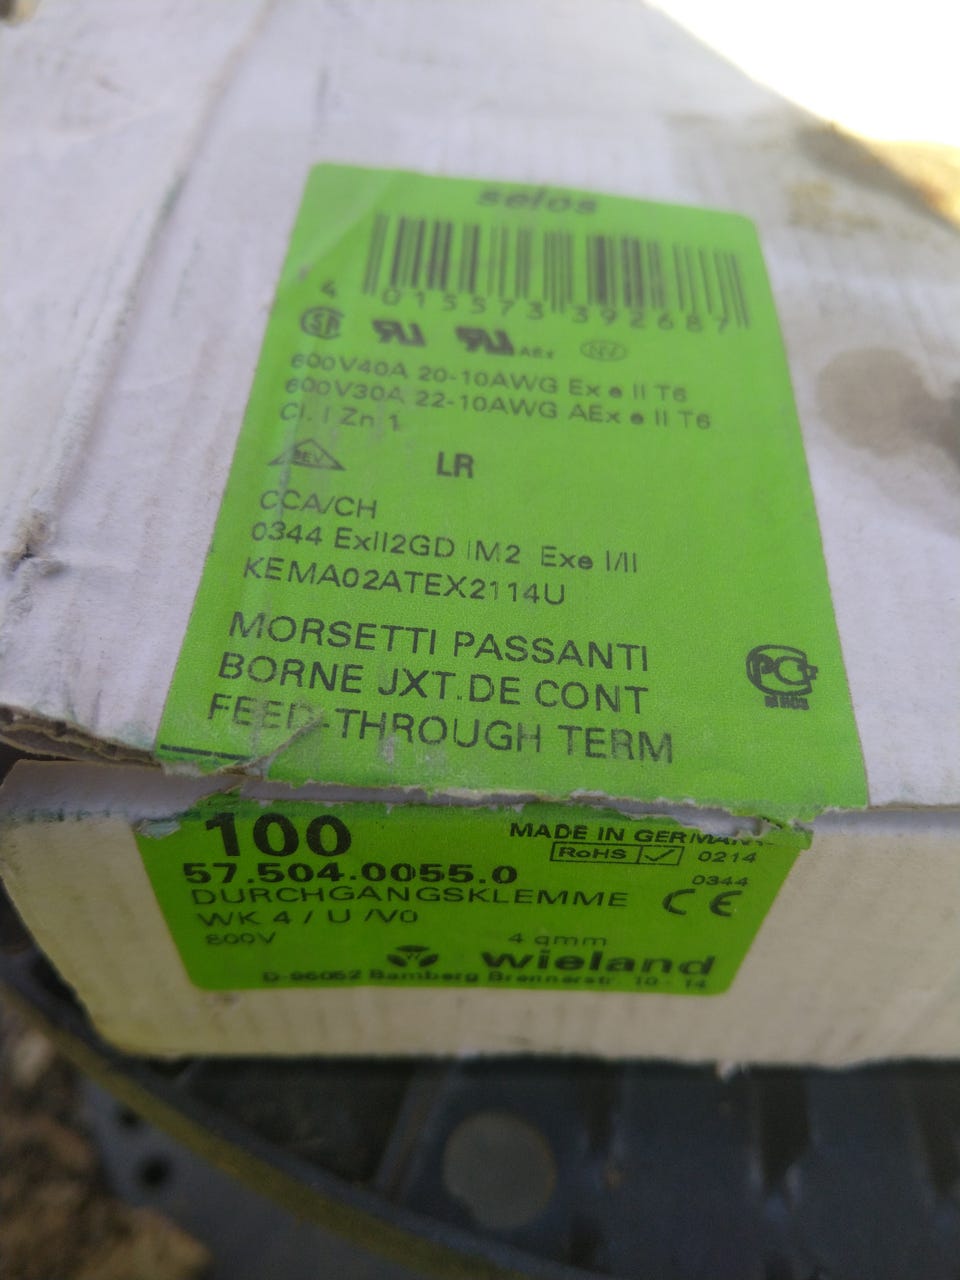 selos
4 015573 392687
AEx
600V40A 20-10AWG Ex e II T6
600V30A 22-10AWG AEx e II T6
Cl. I Zn 1
LR
CCA/CH
0344 ExII2GD IM2 Exe I/II
KEMA02ATEX2114U
MORSETTI PASSANTI
BORNE JXT.DE CONT
FEED-THROUGH TERM
100
MADE IN GERMANY
RoHS 0214
57.504.0055.0
0344
DURCHGANGSKLEMME
CE
WK 4 / U /V0
800V 4 qmm
wieland
D-96052 Bamberg Brennerstr 10 - 14